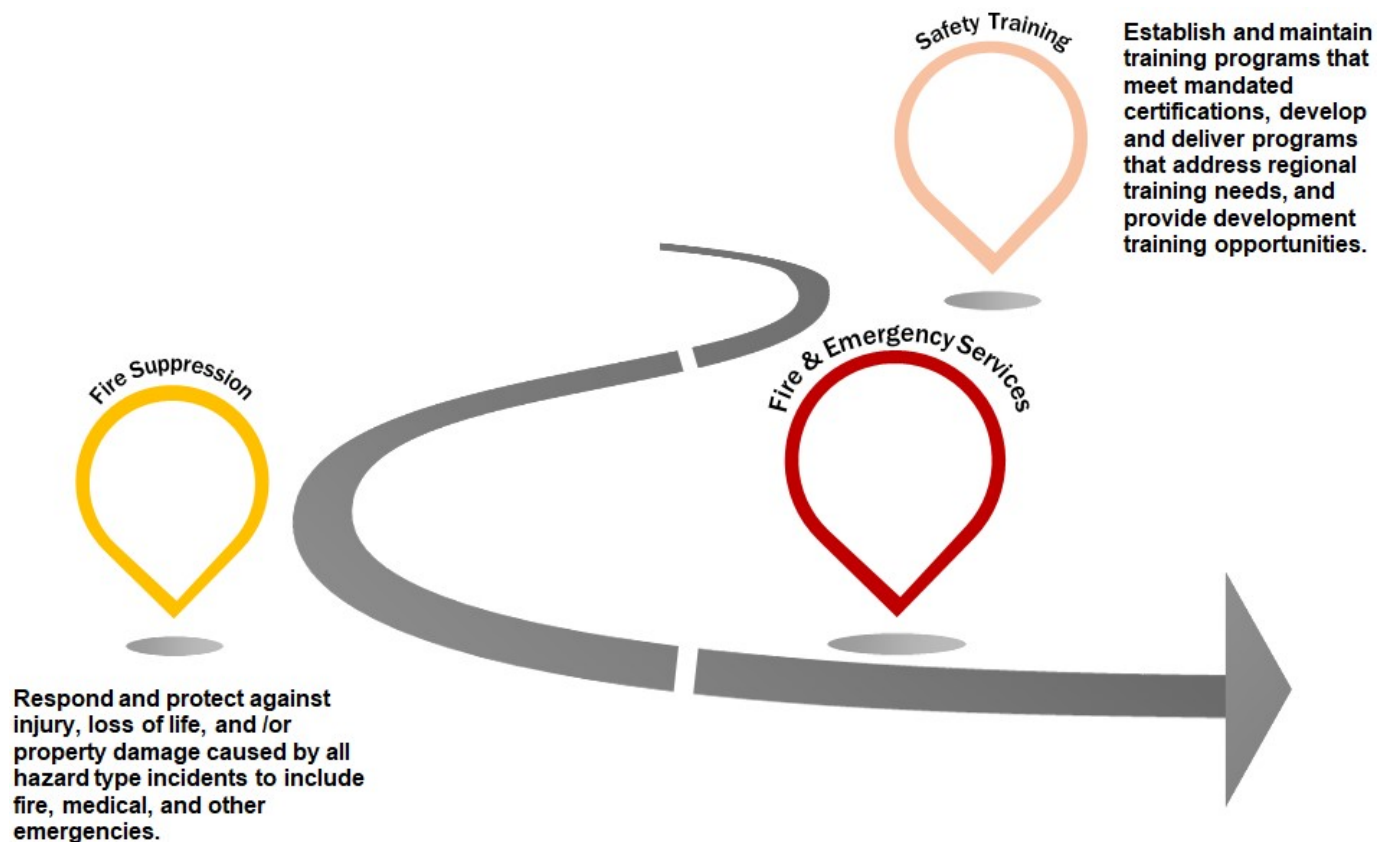 Safety Training
Establish and maintain
training programs that
meet mandated
certifications, develop
and deliver programs
that address regional
training needs, and
provide development
training opportunities.
Fire & Emergency Services
Fire Suppression
Respond and protect against
injury, loss of life, and /or
property damage caused by all
hazard type incidents to include
fire, medical, and other
emergencies.